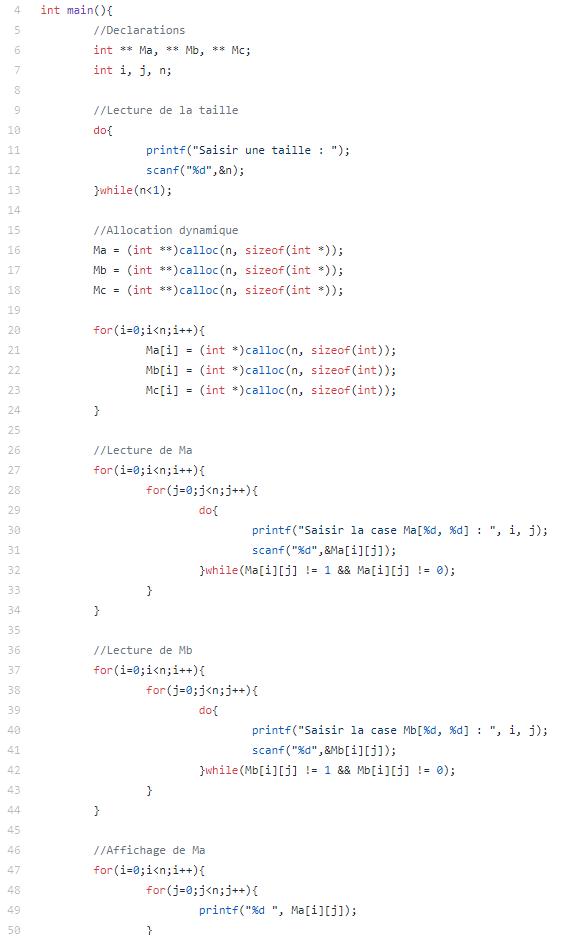 4 int main(){
5 //Declarations
6 int ** Ma, ** Mb, ** Mc;
7 int i, j, n;
8
9 //Lecture de la taille
10 do{
11 printf("Saisir une taille : ");
12 scanf("%d",&n);
13 }while(n<1);
14
15 //Allocation dynamique
16 Ma = (int **)calloc(n, sizeof(int *));
17 Mb = (int **)calloc(n, sizeof(int *));
18 Mc = (int **)calloc(n, sizeof(int *));
19
20 for(i=0;i<n;i++){
21 Ma[i] = (int *)calloc(n, sizeof(int));
22 Mb[i] = (int *)calloc(n, sizeof(int));
23 Mc[i] = (int *)calloc(n, sizeof(int));
24 }
25
26 //Lecture de Ma
27 for(i=0;i<n;i++){
28 for(j=0;j<n;j++){
29 do{
30 printf("Saisir la case Ma[%d, %d] : ", i, j);
31 scanf("%d",&Ma[i][j]);
32 }while(Ma[i][j] != 1 && Ma[i][j] != 0);
33 }
34 }
35
36 //Lecture de Mb
37 for(i=0;i<n;i++){
38 for(j=0;j<n;j++){
39 do{
40 printf("Saisir la case Mb[%d, %d] : ", i, j);
41 scanf("%d",&Mb[i][j]);
42 }while(Mb[i][j] != 1 && Mb[i][j] != 0);
43 }
44 }
45
46 //Affichage de Ma
47 for(i=0;i<n;i++){
48 for(j=0;j<n;j++){
49 printf("%d ", Ma[i][j]);
50 }